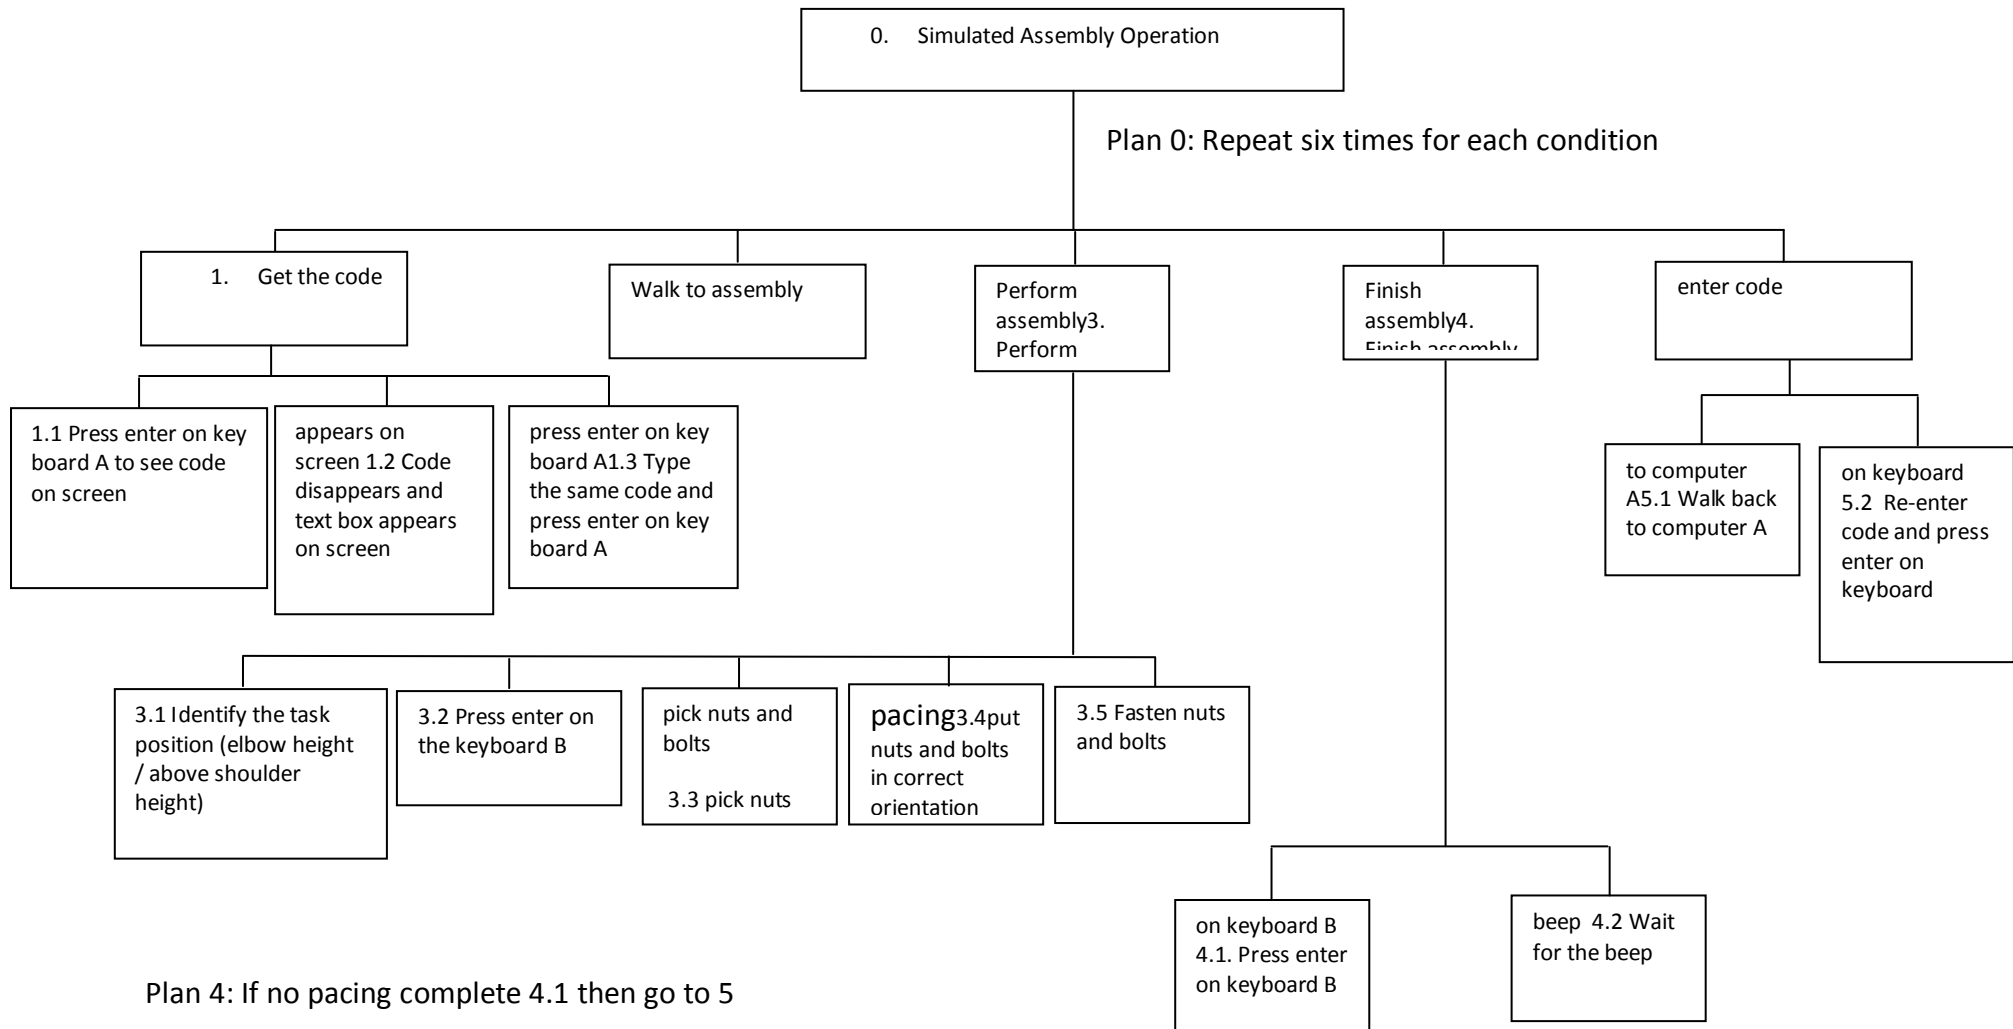 0. Simulated Assembly Operation
Plan 0: Repeat six times for each condition
1. Get the code
Walk to assembly
Perform
assembly3.
Perform
Finish
assembly4.
Finish assembly
enter code
1.1 Press enter on key
board A to see code
on screen
appears on
screen 1.2 Code
disappears and
text box appears
on screen
press enter on key
board A1.3 Type
the same code and
press enter on key
board A
to computer
A5.1 Walk back
to computer A
on keyboard
5.2 Re-enter
code and press
enter on
keyboard
3.1 Identify the task
position (elbow height
/ above shoulder
height)
3.2 Press enter on
the keyboard B
pick nuts and
bolts
3.3 pick nuts
pacing3.4put
nuts and bolts
in correct
orientation
3.5 Fasten nuts
and bolts
on keyboard B
4.1. Press enter
on keyboard B
beep 4.2 Wait
for the beep
Plan 4: If no pacing complete 4.1 then go to 5